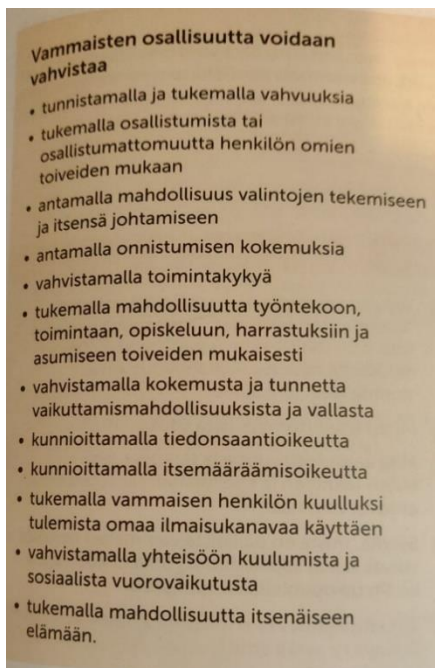 Vammaisten osallisuutta voidaan
vahvistaa
• tunnistamalla ja tukemalla vahvuuksia
• tukemalla osallistumista tai
osallistumattomuutta henkilön omien
toiveiden mukaan
• antamalla mahdollisuus valintojen tekemiseen
ja itsensä johtamiseen
• antamalla onnistumisen kokemuksia
• vahvistamalla toimintakykyä
• tukemalla mahdollisuutta työntekoon,
toimintaan, opiskeluun, harrastuksiin ja
asumiseen toiveiden mukaisesti
• vahvistamalla kokemusta ja tunnetta
vaikuttamismahdollisuuksista ja vallasta
• kunnioittamalla tiedonsaantioikeutta
• kunnioittamalla itsemääräämisoikeutta
• tukemalla vammaisen henkilön kuulluksi
tulemista omaa ilmaisukanavaa käyttäen
• vahvistamalla yhteisöön kuulumista ja
sosiaalista vuorovaikutusta
• tukemalla mahdollisuutta itsenäiseen
elämään.